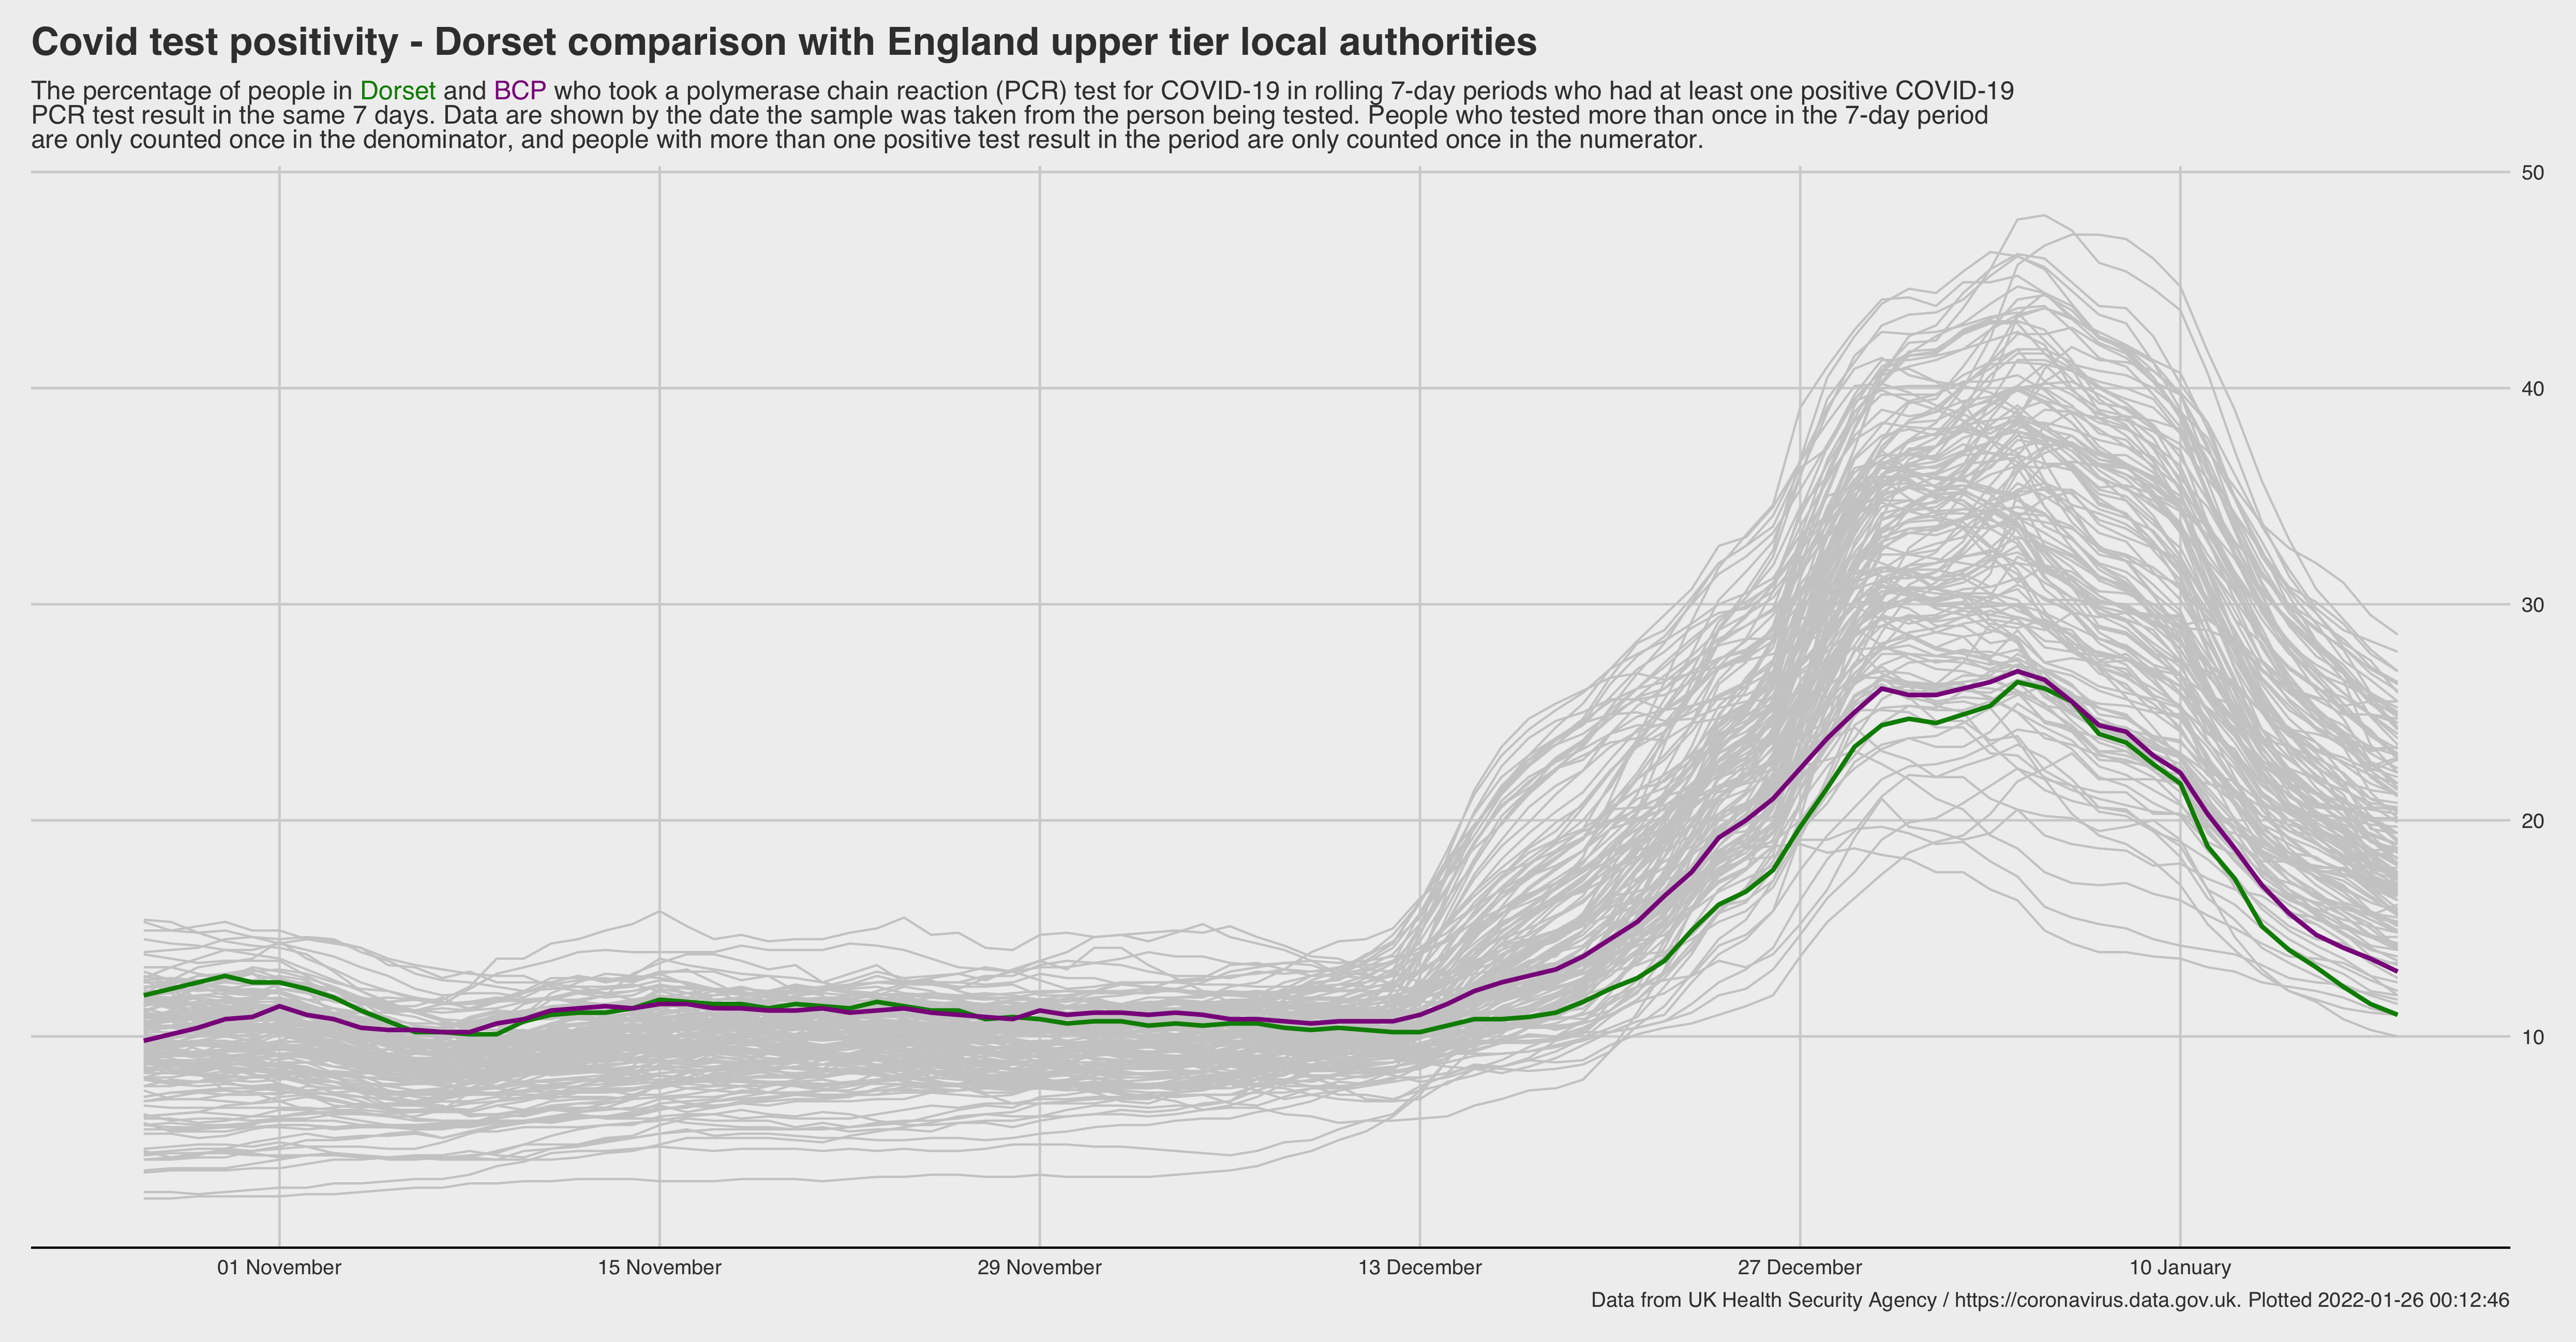 Covid test positivity - Dorset comparison with England upper tier local authorities
The percentage of people in Dorset and BCP who took a polymerase chain reaction (PCR) test for COVID-19 in rolling 7-day periods who had at least one positive COVID-19
PCR test result in the same 7 days. Data are shown by the date the sample was taken from the person being tested. People who tested more than once in the 7-day period
are only counted once in the denominator, and people with more than one positive test result in the period are only counted once in the numerator.
50
40
30
20
10
01 November
15 November
29 November
13 December
27 December
10 January
Data from UK Health Security Agency / https://coronavirus.data.gov.uk. Plotted 2022-01-26 00:12:46